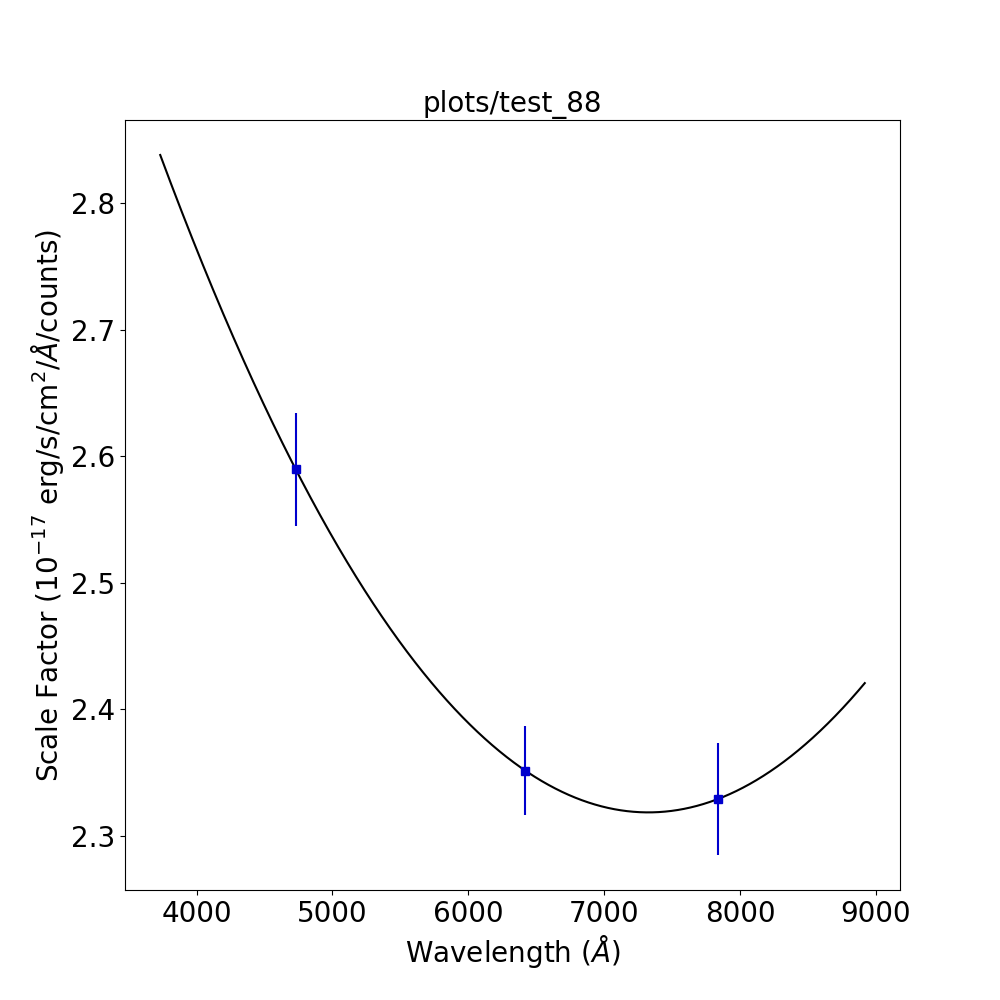 plots/test_88
Scale Factor (10⁻¹⁷ erg/s/cm²/Å/counts)
2.8
2.7
2.6
2.5
2.4
2.3
4000 5000 6000 7000 8000 9000
Wavelength (Å)